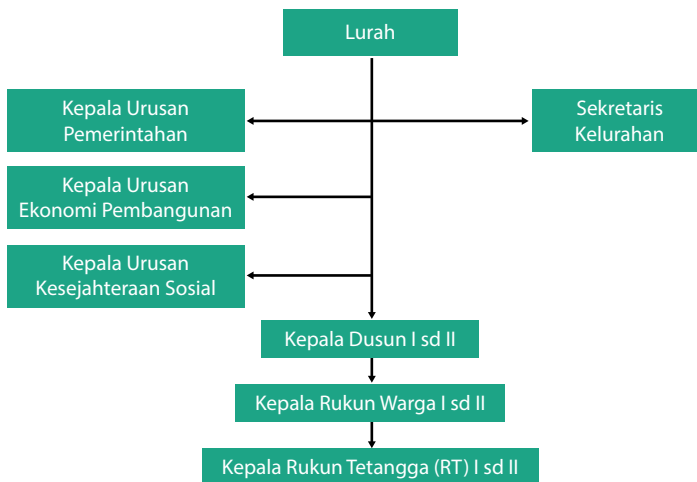 Lurah
Kepala Urusan
Pemerintahan
Sekretaris
Kelurahan
Kepala Urusan
Ekonomi Pembangunan
Kepala Urusan
Kesejahteraan Sosial
Kepala Dusun I sd II
Kepala Rukun Warga I sd II
Kepala Rukun Tetangga (RT) I sd II